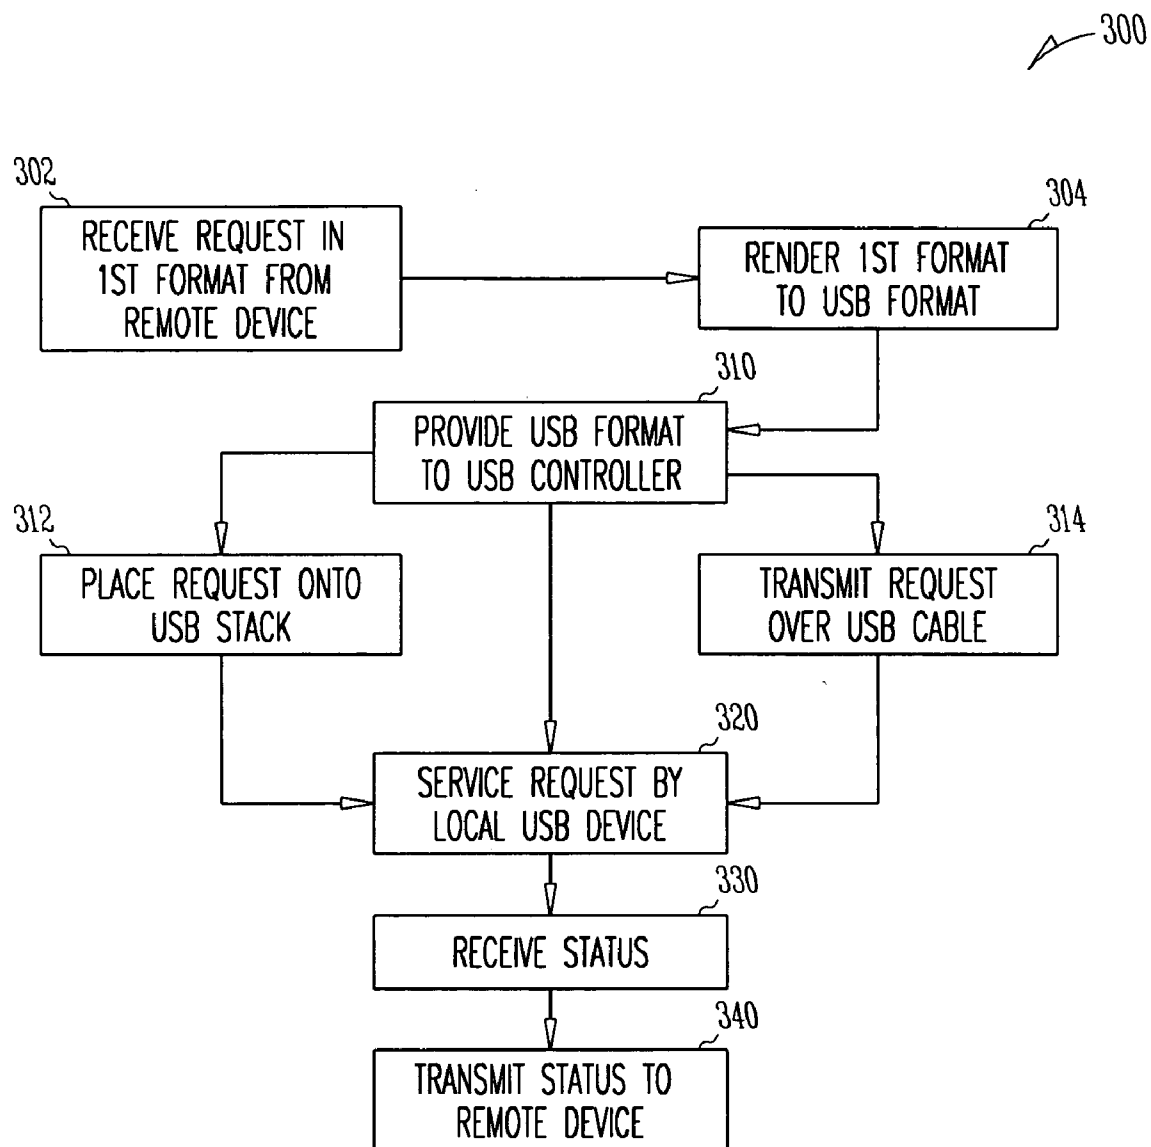 300
302
RECEIVE REQUEST IN
1ST FORMAT FROM
REMOTE DEVICE
304
RENDER 1ST FORMAT
TO USB FORMAT
310
PROVIDE USB FORMAT
TO USB CONTROLLER
312
PLACE REQUEST ONTO
USB STACK
314
TRANSMIT REQUEST
OVER USB CABLE
320
SERVICE REQUEST BY
LOCAL USB DEVICE
330
RECEIVE STATUS
340
TRANSMIT STATUS TO
REMOTE DEVICE